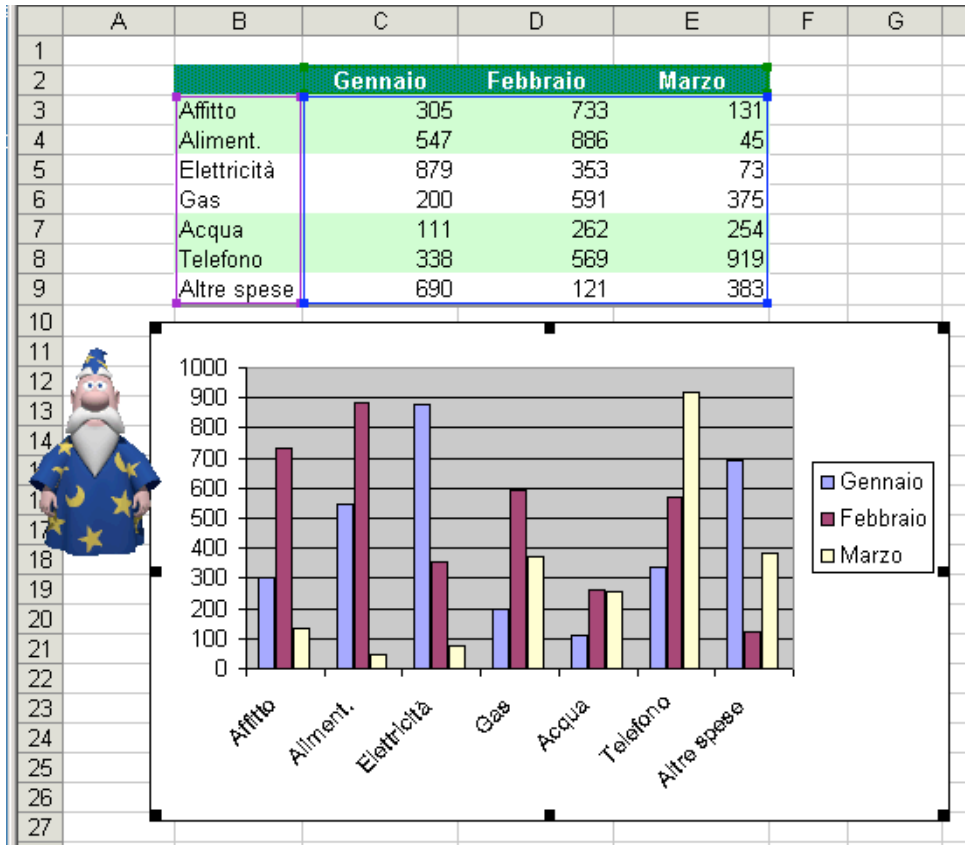 A B C D E F G
1
2 Gennaio Febbraio Marzo
3 Affitto 305 733 131
4 Aliment. 547 886 45
5 Elettricità 879 353 73
6 Gas 200 591 375
7 Acqua 111 262 254
8 Telefono 338 569 919
9 Altre spese 690 121 383
10
11
12
13
14
17
18
19
20
21
22
23
24
25
26
27
1000
900
800
700
600
500
400
300
200
100
0
Affitto Aliment. Elettricità Gas Acqua Telefono Altre spese
Gennaio
Febbraio
Marzo